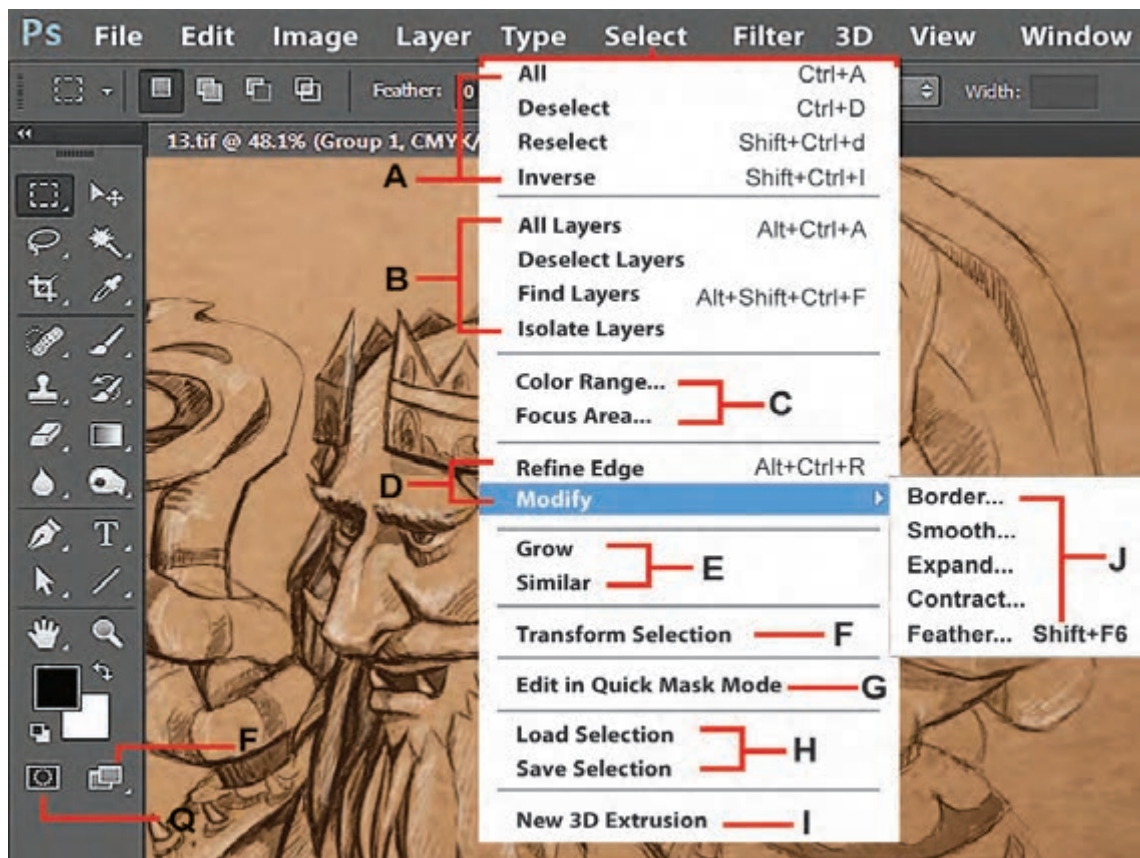 Ps File Edit Image Layer Type Select Filter 3D View Window
Feather: 0 Width:
13.tif @ 48.1% (Group 1, CMYK/
All Ctrl+A
Deselect Ctrl+D
Reselect Shift+Ctrl+d
A
Inverse Shift+Ctrl+I
All Layers Alt+Ctrl+A
Deselect Layers
B
Find Layers Alt+Shift+Ctrl+F
Isolate Layers
Color Range...
C
Focus Area...
Refine Edge Alt+Ctrl+R
D
Modify
Border...
Smooth...
Expand...
J
Contract...
Feather... Shift+F6
Grow
E
Similar
Transform Selection F
Edit in Quick Mask Mode G
Load Selection
H
Save Selection
New 3D Extrusion I
T
F
Q